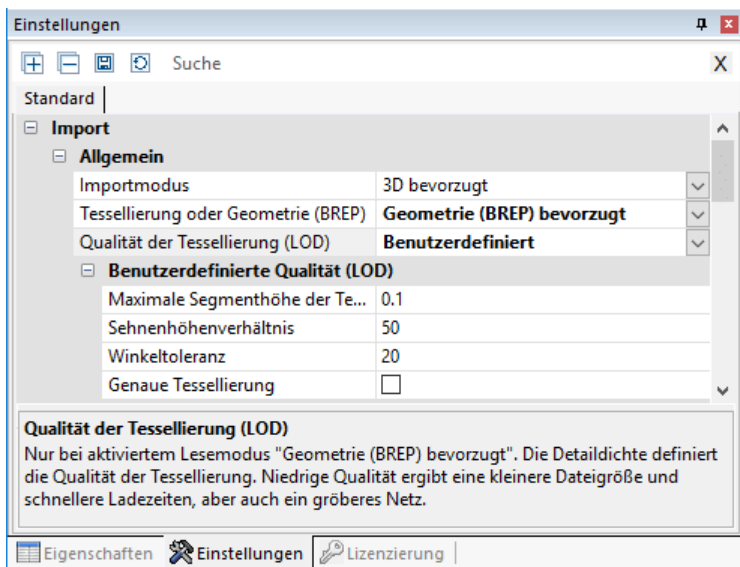 Einstellungen
Suche X
Standard
Import
Allgemein
Importmodus 3D bevorzugt
Tessellierung oder Geometrie (BREP) Geometrie (BREP) bevorzugt
Qualität der Tessellierung (LOD) Benutzerdefiniert
Benutzerdefinierte Qualität (LOD)
Maximale Segmenthöhe der Te... 0.1
Sehnenhöhenverhältnis 50
Winkeltoleranz 20
Genaue Tessellierung
Qualität der Tessellierung (LOD)
Nur bei aktiviertem Lesemodus "Geometrie (BREP) bevorzugt". Die Detaildichte definiert
die Qualität der Tessellierung. Niedrige Qualität ergibt eine kleinere Dateigröße und
schnellere Ladezeiten, aber auch ein gröberes Netz.
Eigenschaften Einstellungen Lizenzierung